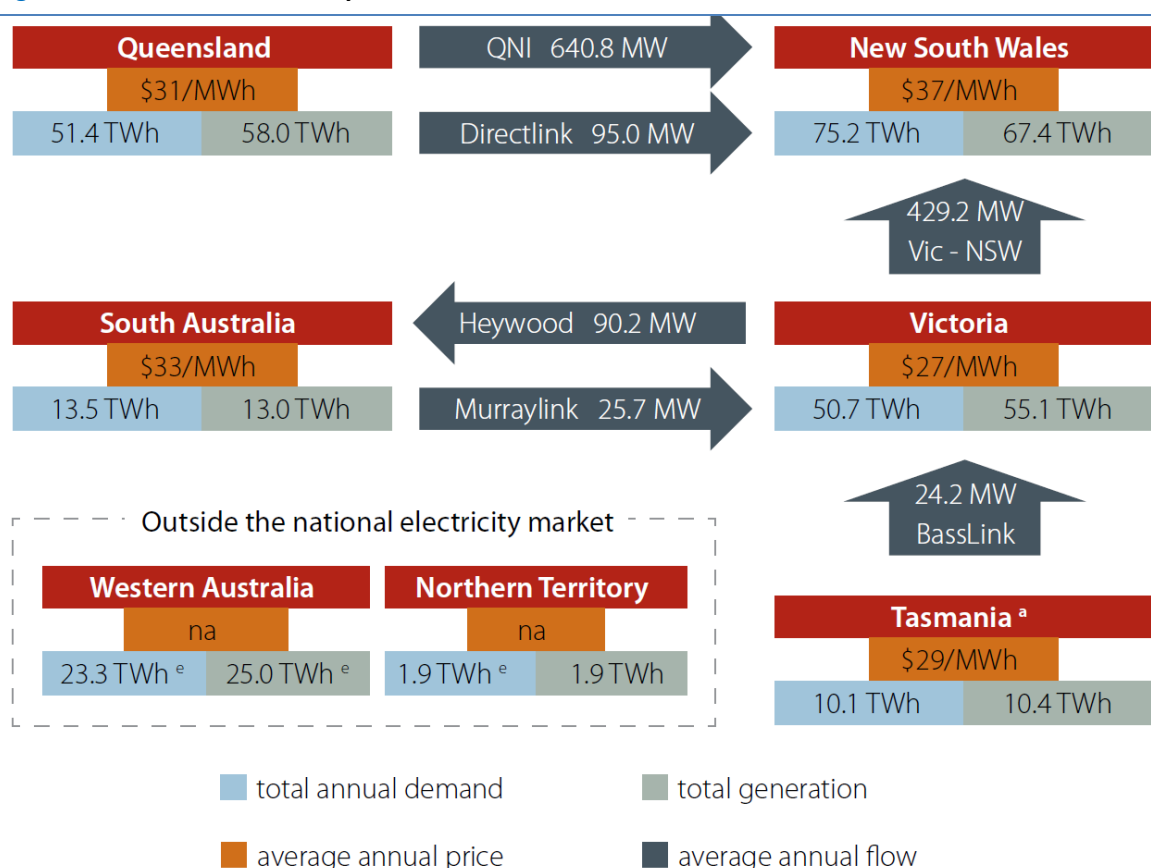 Queensland
$31/MWh
51.4 TWh 58.0 TWh
QNI 640.8 MW
Directlink 95.0 MW
New South Wales
$37/MWh
75.2 TWh 67.4 TWh
429.2 MW
Vic - NSW
South Australia
$33/MWh
13.5 TWh 13.0 TWh
Heywood 90.2 MW
Murraylink 25.7 MW
Victoria
$27/MWh
50.7 TWh 55.1 TWh
24.2 MW
BassLink
Outside the national electricity market
Western Australia
na
23.3 TWh e 25.0 TWh e
Northern Territory
na
1.9 TWh e 1.9 TWh
Tasmania a
$29/MWh
10.1 TWh 10.4 TWh
total annual demand
total generation
average annual price
average annual flow